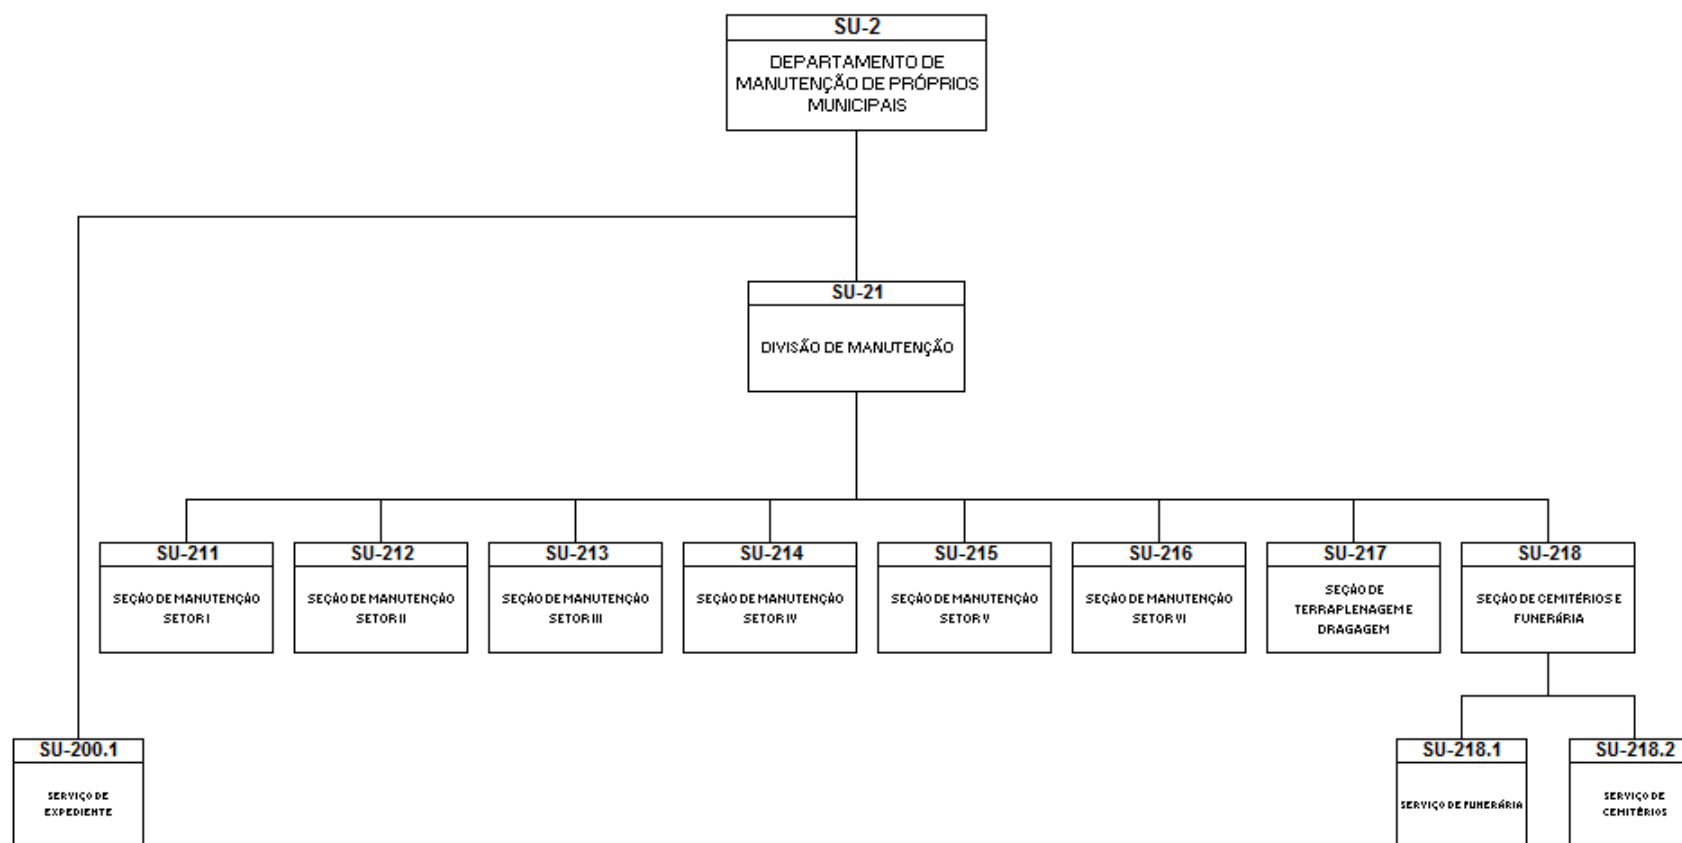 SU-2
DEPARTAMENTO DE
MANUTENÇÃO DE PRÓPRIOS
MUNICIPAIS
SU-21
DIVISÃO DE MANUTENÇÃO
SU-211
SEÇÃO DE MANUTENÇÃO
SETOR I
SU-212
SEÇÃO DE MANUTENÇÃO
SETOR II
SU-213
SEÇÃO DE MANUTENÇÃO
SETOR III
SU-214
SEÇÃO DE MANUTENÇÃO
SETOR IV
SU-215
SEÇÃO DE MANUTENÇÃO
SETOR V
SU-216
SEÇÃO DE MANUTENÇÃO
SETOR VI
SU-217
SEÇÃO DE
TERRAPLENAGEM E
DRAGAGEM
SU-218
SEÇÃO DE CEMITÉRIOS E
FUNERÁRIA
SU-200.1
SERVIÇO DE
EXPEDIENTE
SU-218.1
SERVIÇO DE FUNERÁRIA
SU-218.2
SERVIÇO DE
CEMITÉRIOS